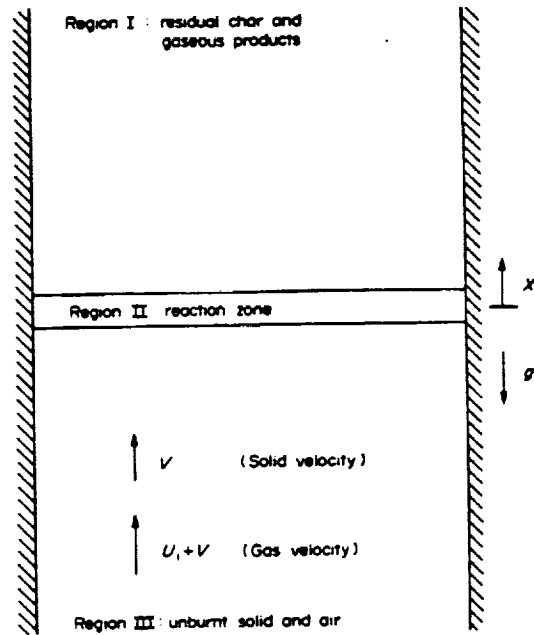 Region I : residual char and
gaseous products
X
Region II reaction zone
g
V (Solid velocity)
U₁+V (Gas velocity)
Region III: unburnt solid and air